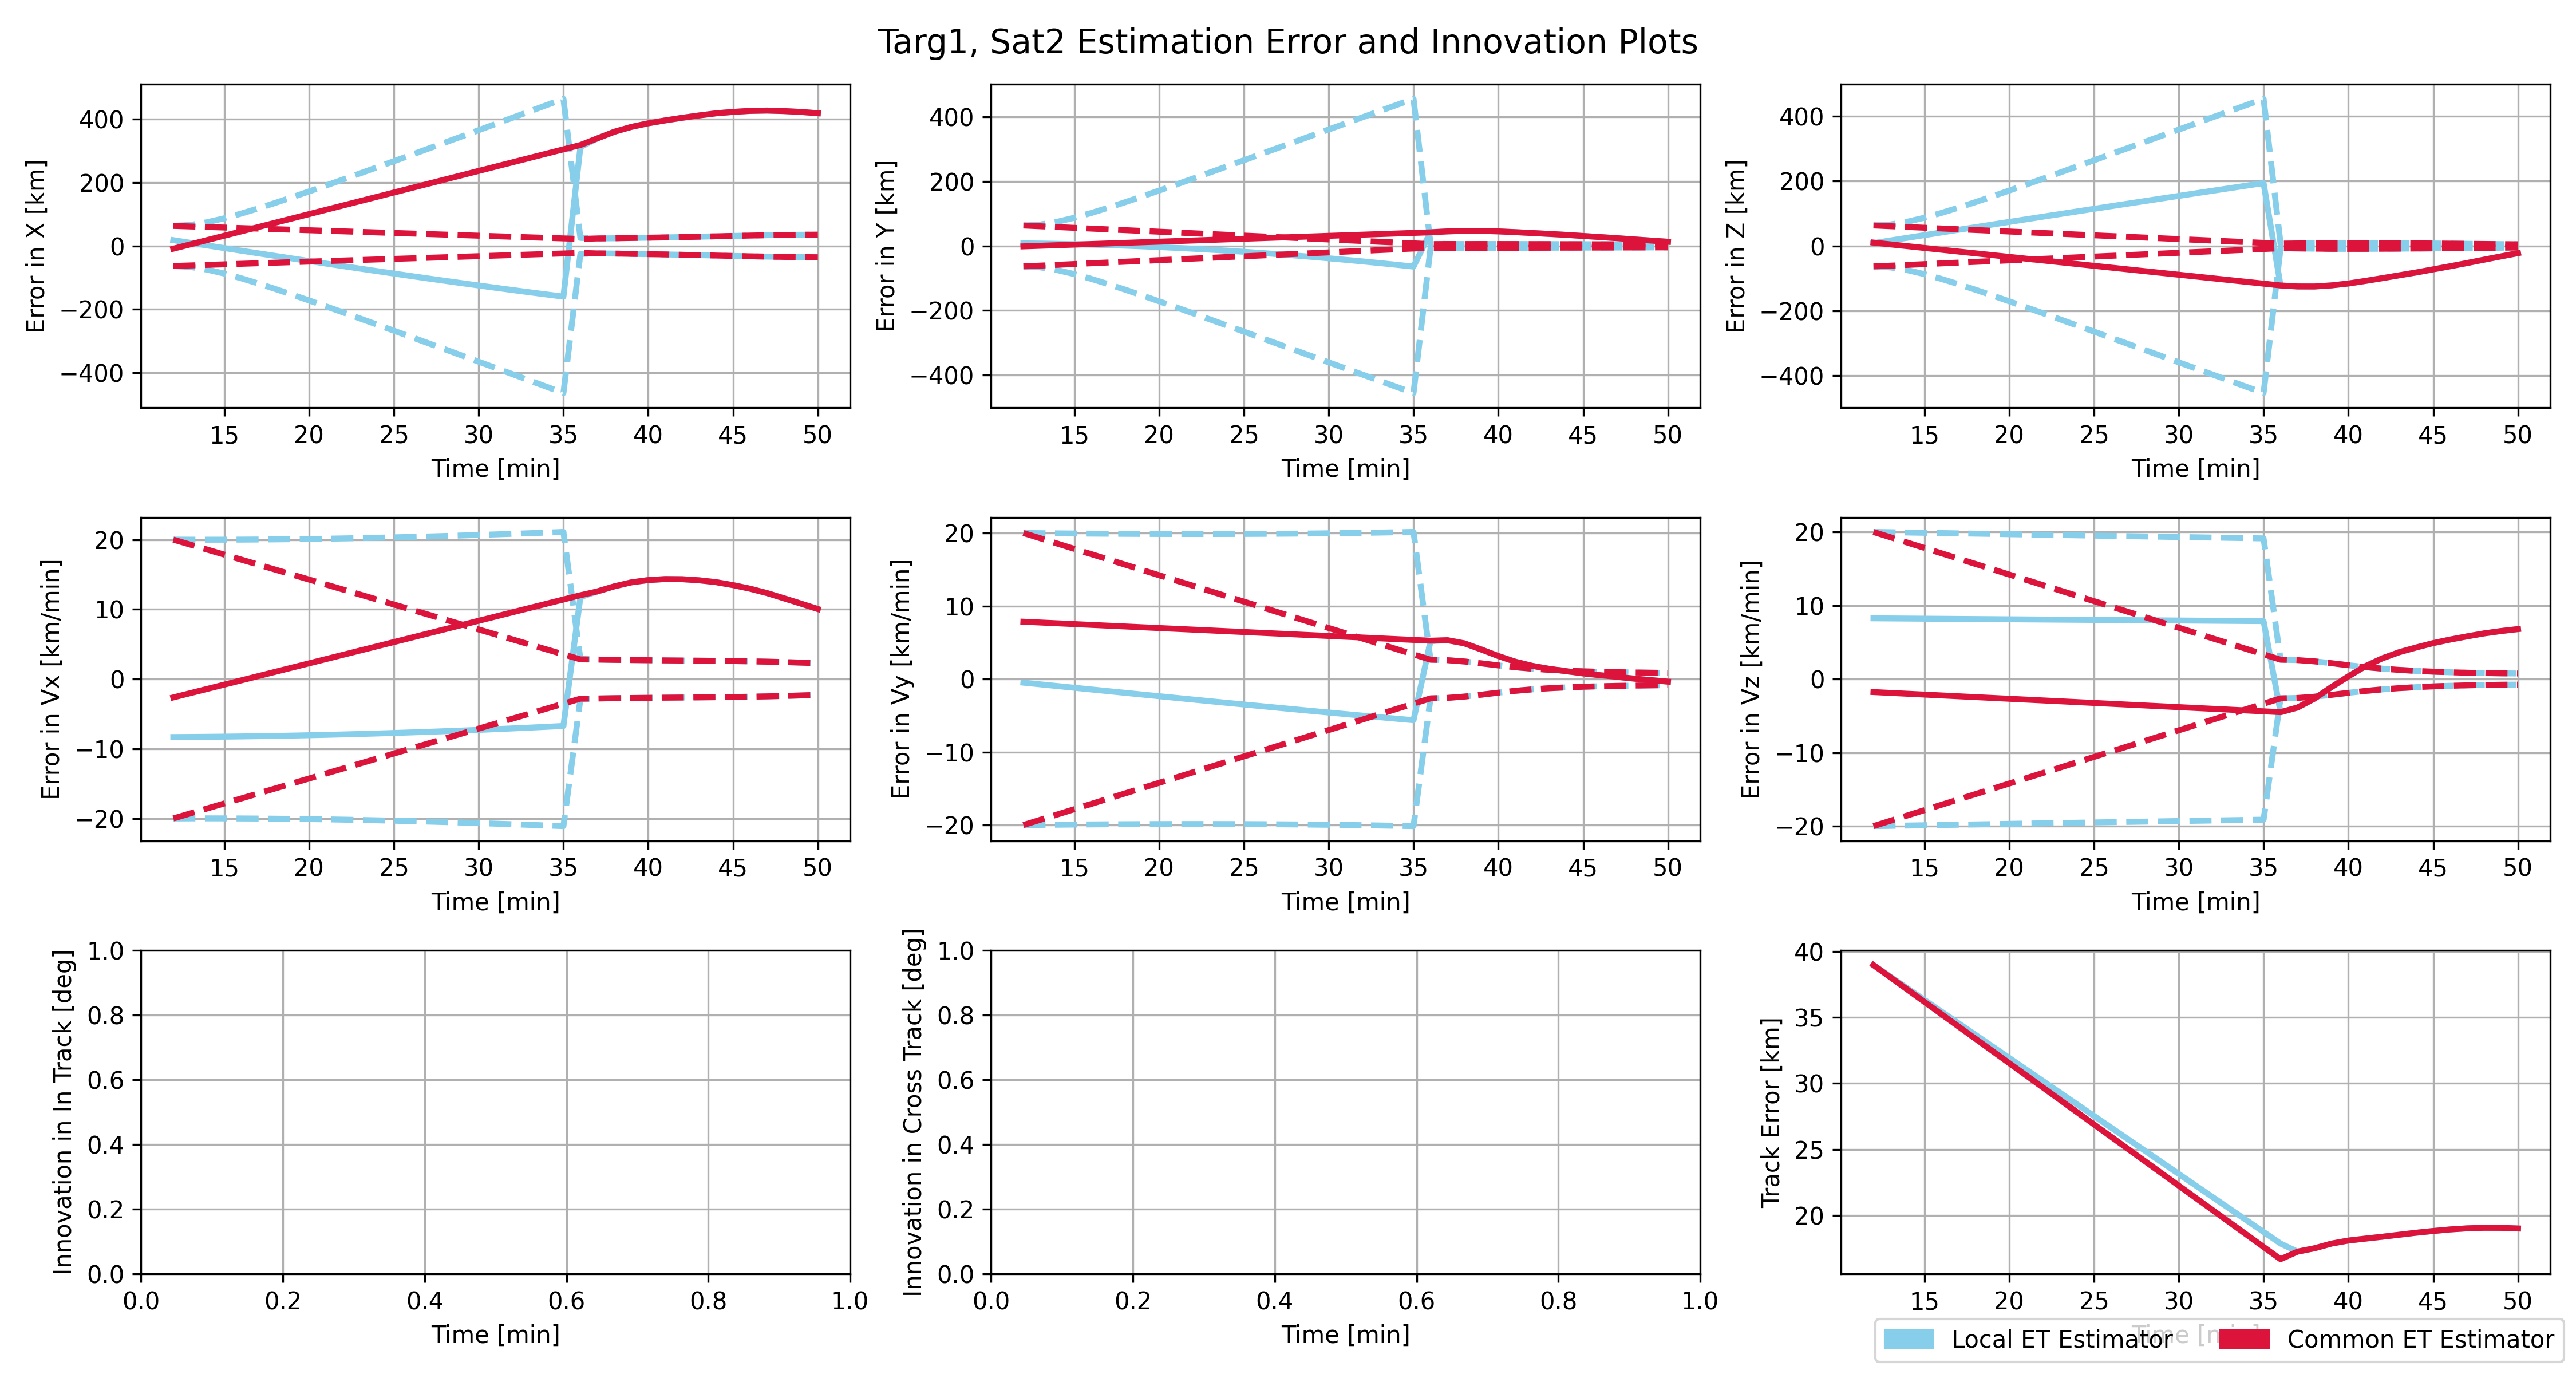 Targ1, Sat2 Estimation Error and Innovation Plots
Error in X [km]
400
200
0
−200
−400
15 20 25 30 35 40 45 50
Time [min]
Error in Y [km]
400
200
0
−200
−400
15 20 25 30 35 40 45 50
Time [min]
Error in Z [km]
400
200
0
−200
−400
15 20 25 30 35 40 45 50
Time [min]
Error in Vx [km/min]
20
10
0
−10
−20
15 20 25 30 35 40 45 50
Time [min]
Error in Vy [km/min]
20
10
0
−10
−20
15 20 25 30 35 40 45 50
Time [min]
Error in Vz [km/min]
20
10
0
−10
−20
15 20 25 30 35 40 45 50
Time [min]
Innovation in In Track [deg]
1.0
0.8
0.6
0.4
0.2
0.0
0.0 0.2 0.4 0.6 0.8 1.0
Time [min]
Innovation in Cross Track [deg]
1.0
0.8
0.6
0.4
0.2
0.0
0.0 0.2 0.4 0.6 0.8 1.0
Time [min]
Track Error [km]
40
35
30
25
20
15 20 25 30 35 40 45 50
Time [min]
Local ET Estimator Common ET Estimator